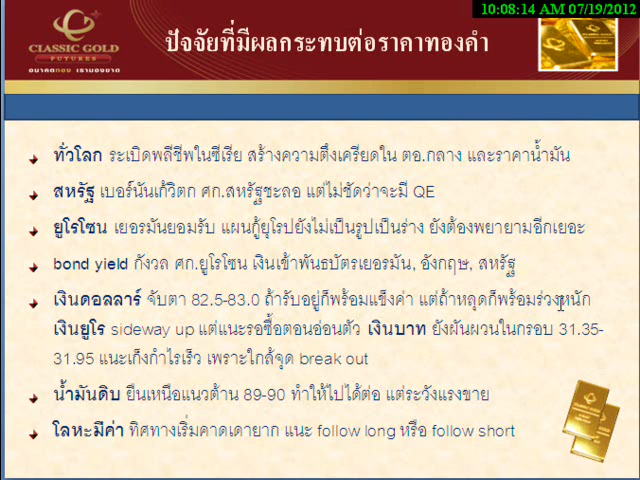 10:08:14 AM 07/19/2012
CLASSIC GOLD
FUTURES
อนาคตทอง เรามองขาด
ปัจจัยที่มีผลกระทบต่อราคาทองคำ
ทั่วโลก ระเบิดพลีชีพในซีเรีย สร้างความตึงเครียดใน ตอ.กลาง และราคาน้ำมัน
สหรัฐ เบอร์นันเก้วิตก ศก.สหรัฐชะลอ แต่ไม่ชัดว่าจะมี QE
ยูโรโซน เยอรมันยอมรับ แผนกู้ยุโรปยังไม่เป็นรูปเป็นร่าง ยังต้องพยายามอีกเยอะ
bond yield กังวล ศก.ยูโรโซน เงินเข้าพันธบัตรเยอรมัน, อังกฤษ, สหรัฐ
เงินดอลลาร์ จับตา 82.5-83.0 ถ้ารับอยู่ก็พร้อมแข็งค่า แต่ถ้าหลุดก็พร้อมร่วงหนัก
เงินยูโร sideway up แต่แนะรอซื้อตอนอ่อนตัว เงินบาท ยังผันผวนในกรอบ 31.35-
31.95 แนะเก็งกำไรเร็ว เพราะใกล้จุด break out
น้ำมันดิบ ยืนเหนือแนวต้าน 89-90 ทำให้ไปได้ต่อ แต่ระวังแรงขาย
โลหะมีค่า ทิศทางเริ่มคาดเดายาก แนะ follow long หรือ follow short
CLASSIC GOLD